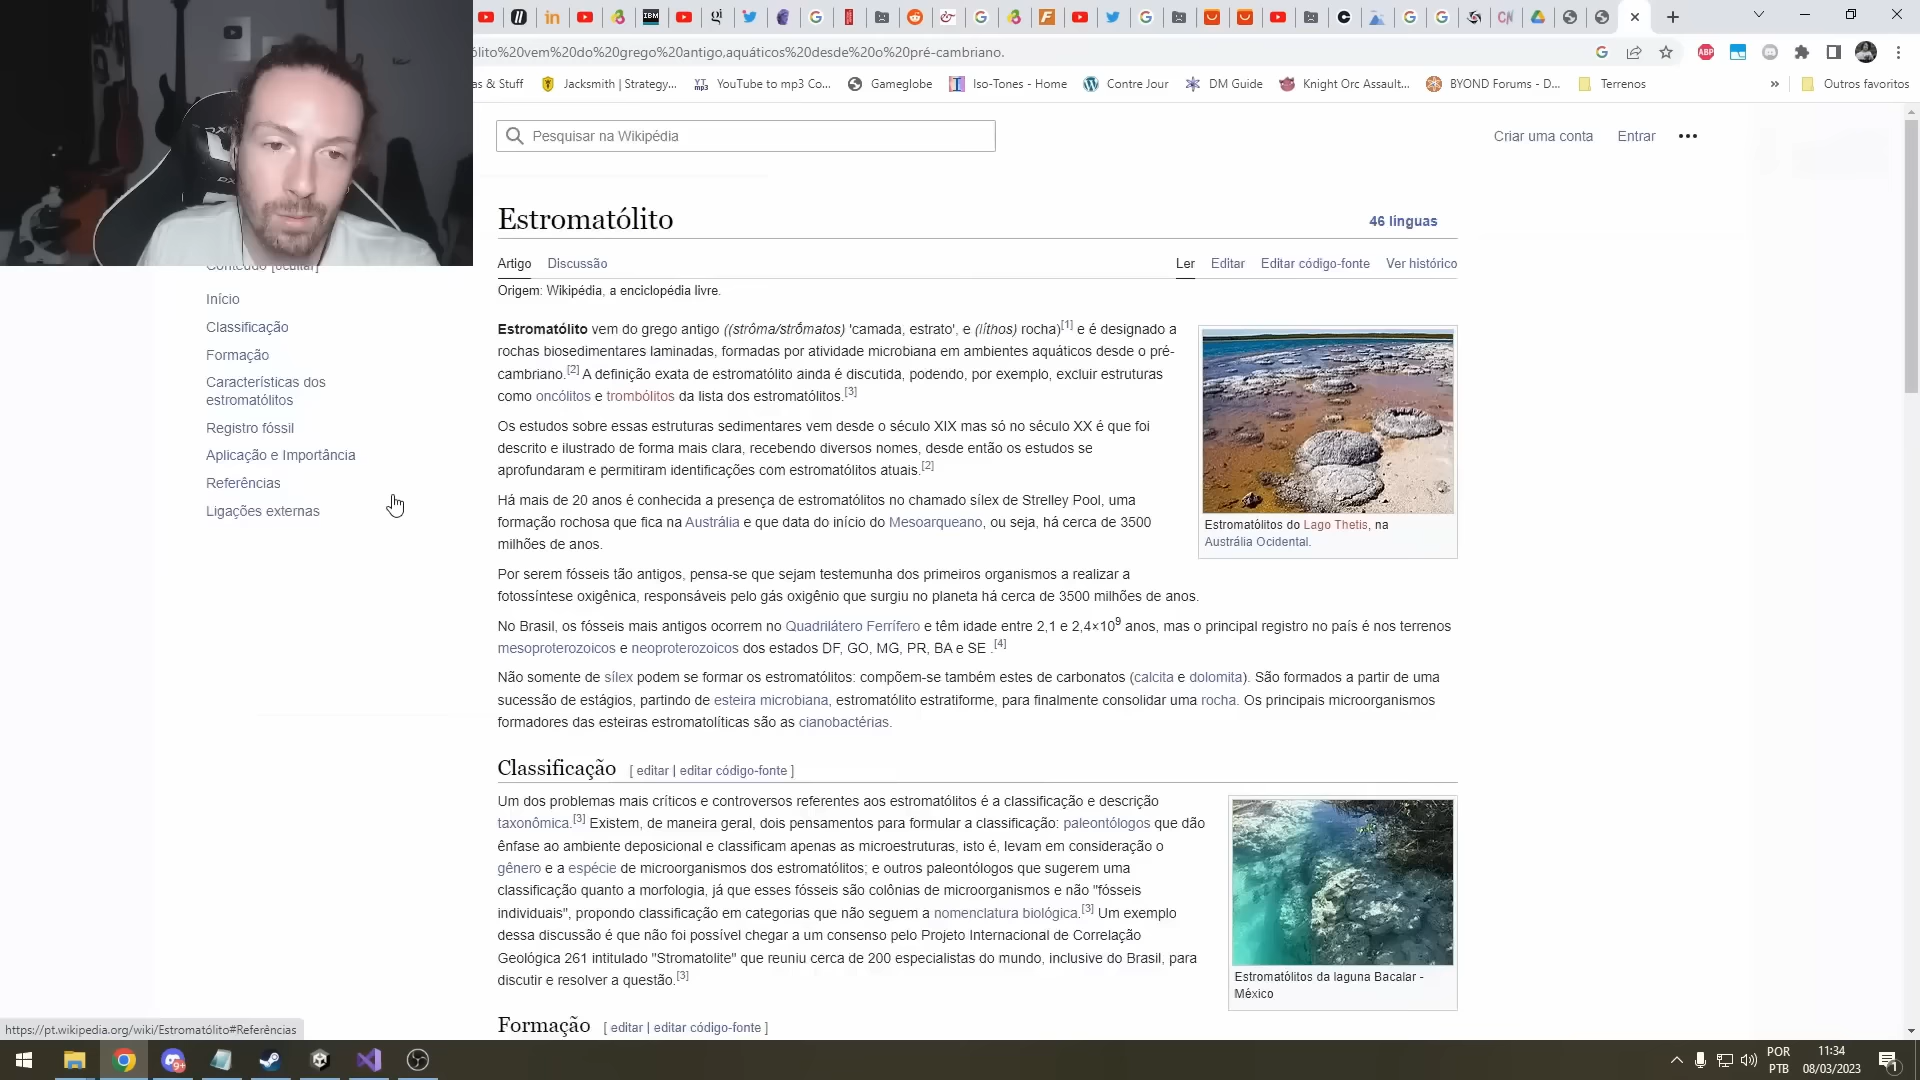 ólito%20vem%20do%20grego%20antigo,aquáticos%20desde%20o%20pré-cambriano.
as & Stuff
Jacksmith | Strategy...
YouTube to mp3 Co...
Gameglobe
Iso-Tones - Home
Contre Jour
DM Guide
Knight Orc Assault...
BYOND Forums - D...
Terrenos
»
Outros favoritos
Pesquisar na Wikipédia
Criar uma conta
Entrar
Conteúdo [ocultar]
Início
Classificação
Formação
Características dos
estromatólitos
Registro fóssil
Aplicação e Importância
Referências
Ligações externas
Estromatólito
46 línguas
Artigo
Discussão
Ler
Editar
Editar código-fonte
Ver histórico
Origem: Wikipédia, a enciclopédia livre.
Estromatólito vem do grego antigo ((strôma/strṓmatos) 'camada, estrato', e (líthos) rocha)[1] e é designado a
rochas biosedimentares laminadas, formadas por atividade microbiana em ambientes aquáticos desde o pré-
cambriano.[2] A definição exata de estromatólito ainda é discutida, podendo, por exemplo, excluir estruturas
como oncólitos e trombólitos da lista dos estromatólitos.[3]
Os estudos sobre essas estruturas sedimentares vem desde o século XIX mas só no século XX é que foi
descrito e ilustrado de forma mais clara, recebendo diversos nomes, desde então os estudos se
aprofundaram e permitiram identificações com estromatólitos atuais.[2]
Há mais de 20 anos é conhecida a presença de estromatólitos no chamado sílex de Strelley Pool, uma
formação rochosa que fica na Austrália e que data do início do Mesoarqueano, ou seja, há cerca de 3500
milhões de anos.
Por serem fósseis tão antigos, pensa-se que sejam testemunha dos primeiros organismos a realizar a
fotossíntese oxigênica, responsáveis pelo gás oxigênio que surgiu no planeta há cerca de 3500 milhões de anos.
No Brasil, os fósseis mais antigos ocorrem no Quadrilátero Ferrífero e têm idade entre 2,1 e 2,4×10⁹ anos, mas o principal registro no país é nos terrenos
mesoproterozoicos e neoproterozoicos dos estados DF, GO, MG, PR, BA e SE .[4]
Não somente de sílex podem se formar os estromatólitos: compõem-se também estes de carbonatos (calcita e dolomita). São formados a partir de uma
sucessão de estágios, partindo de esteira microbiana, estromatólito estratiforme, para finalmente consolidar uma rocha. Os principais microorganismos
formadores das esteiras estromatolíticas são as cianobactérias.
Estromatólitos do Lago Thetis, na
Austrália Ocidental.
Classificação [ editar | editar código-fonte ]
Um dos problemas mais críticos e controversos referentes aos estromatólitos é a classificação e descrição
taxonômica.[3] Existem, de maneira geral, dois pensamentos para formular a classificação: paleontólogos que dão
ênfase ao ambiente deposicional e classificam apenas as microestruturas, isto é, levam em consideração o
gênero e a espécie de microorganismos dos estromatólitos; e outros paleontólogos que sugerem uma
classificação quanto a morfologia, já que esses fósseis são colônias de microorganismos e não "fósseis
individuais", propondo classificação em categorias que não seguem a nomenclatura biológica.[3] Um exemplo
dessa discussão é que não foi possível chegar a um consenso pelo Projeto Internacional de Correlação
Geológica 261 intitulado "Stromatolite" que reuniu cerca de 200 especialistas do mundo, inclusive do Brasil, para
discutir e resolver a questão.[3]
Estromatólitos da laguna Bacalar -
México
Formação [ editar | editar código-fonte ]
https://pt.wikipedia.org/wiki/Estromatólito#Referências
POR
PTB
11:34
08/03/2023